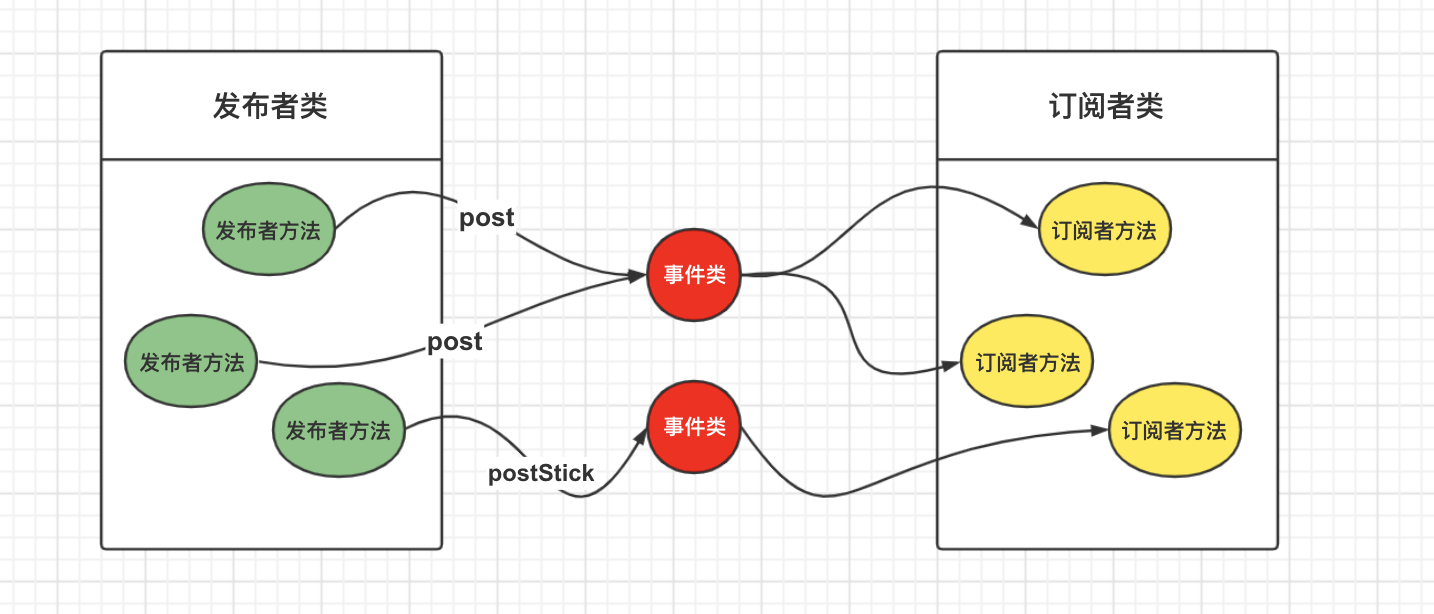 发布者类
订阅者类
发布者方法
post
订阅者方法
事件类
发布者方法
post
订阅者方法
发布者方法
事件类
订阅者方法
postStick